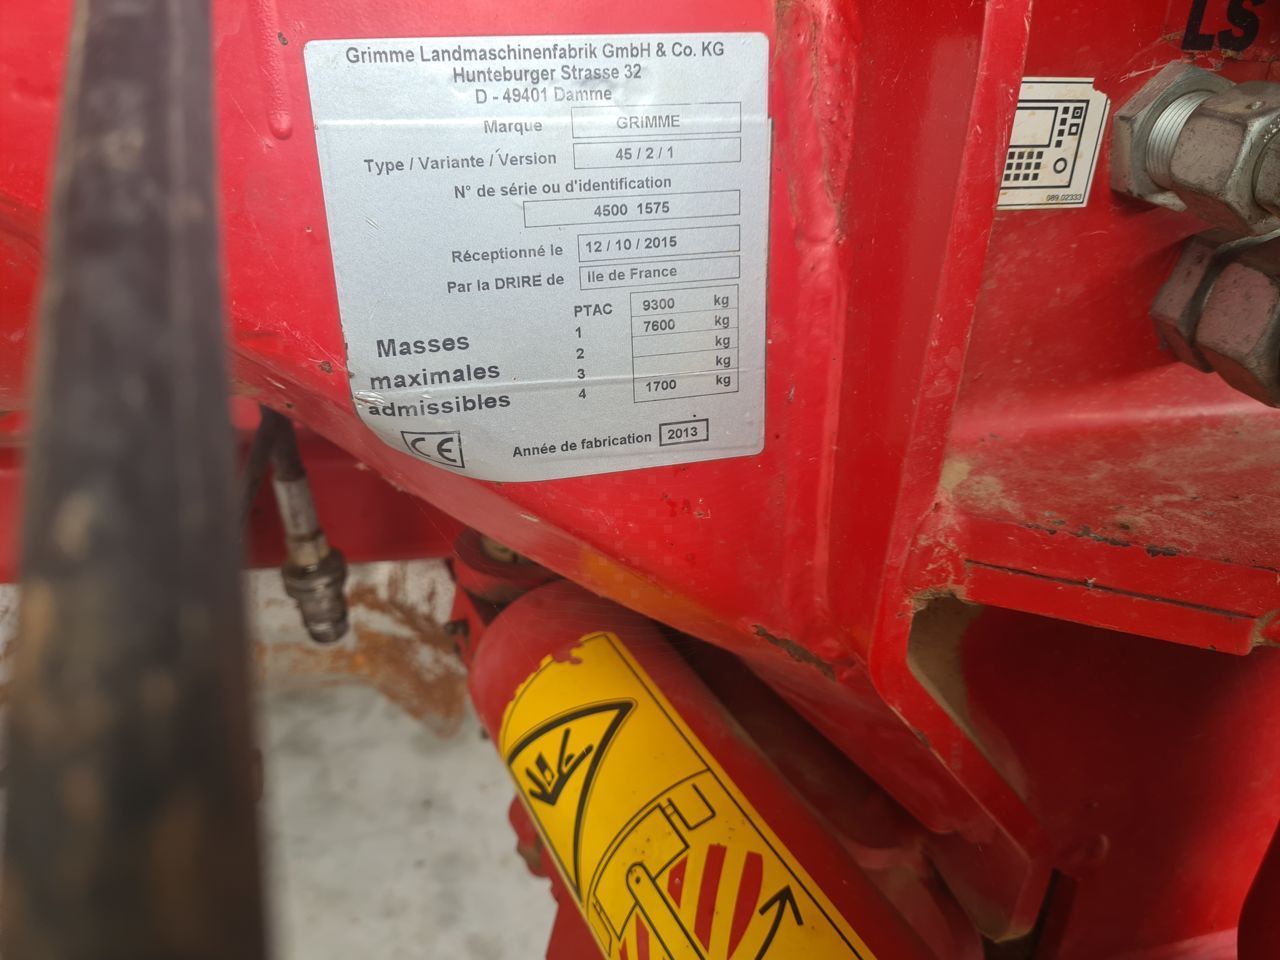 Grimme Landmaschinenfabrik GmbH & Co. KG
Hunteburger Strasse 32
D - 49401 Damme
Marque GRIMME
Type / Variante / Version 45 / 2 / 1
N° de série ou d'identification
4500 1575
Réceptionné le 12 / 10 / 2015
Par la DRIRE de Ile de France
Masses maximales admissibles
PTAC 9300 kg
1 7600 kg
2 kg
3 kg
4 1700 kg
CE Année de fabrication 2013
LS
089.02333